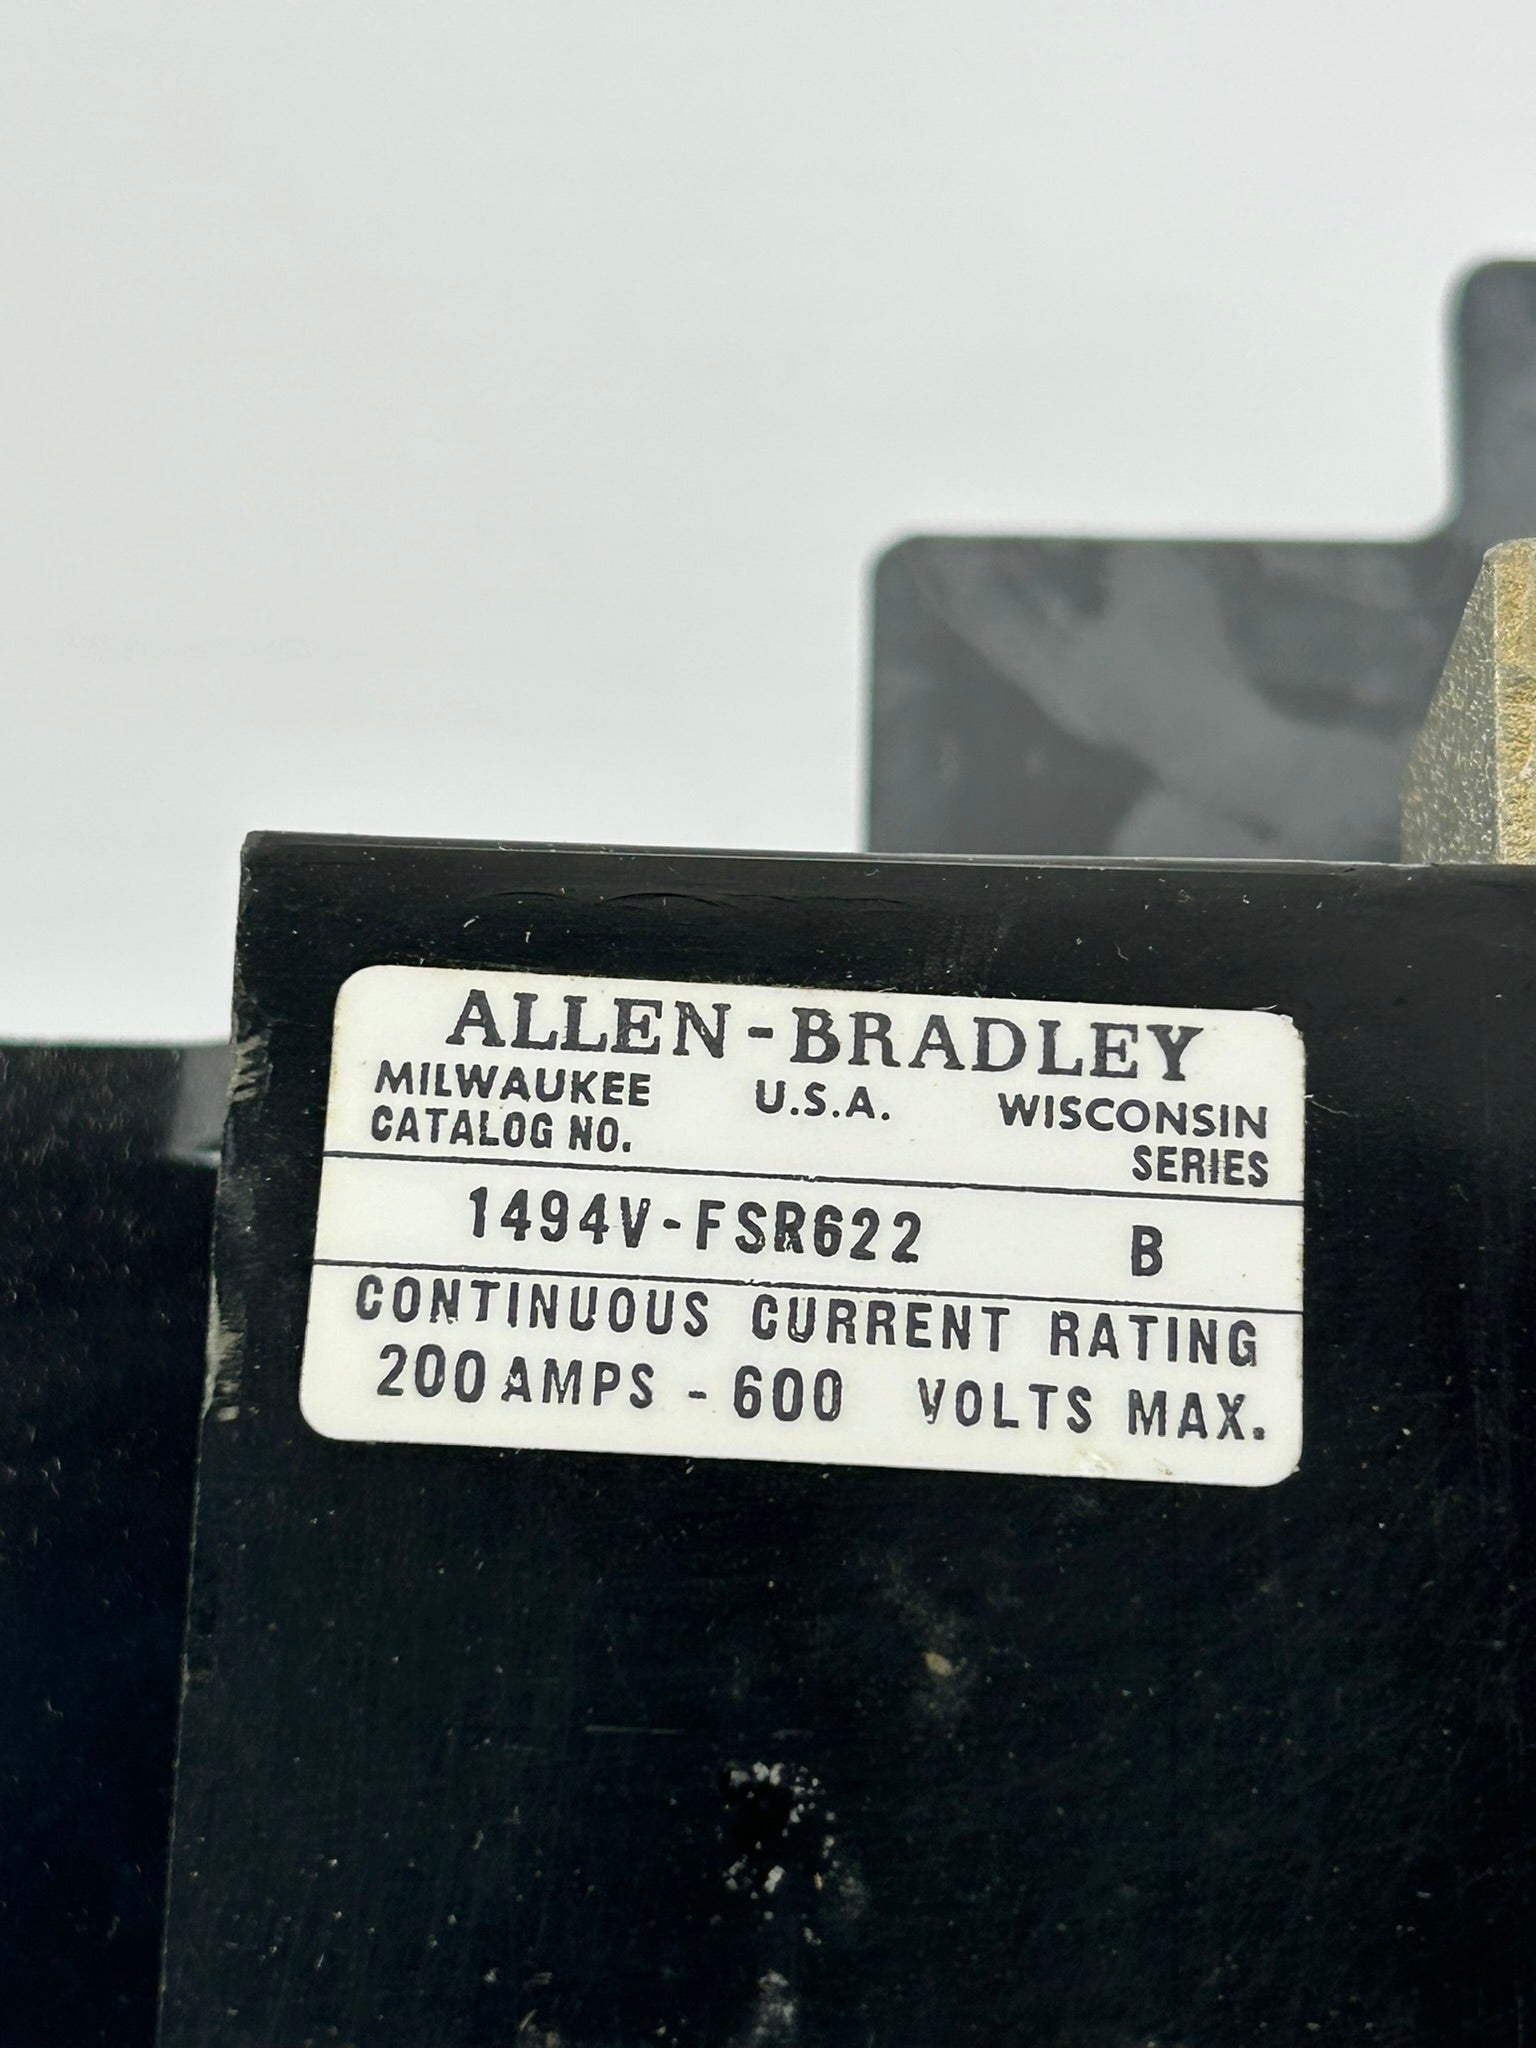 ALLEN-BRADLEY
MILWAUKEE U.S.A. WISCONSIN
CATALOG NO. SERIES
1494V-FSR622 B
CONTINUOUS CURRENT RATING
200 AMPS - 600 VOLTS MAX.